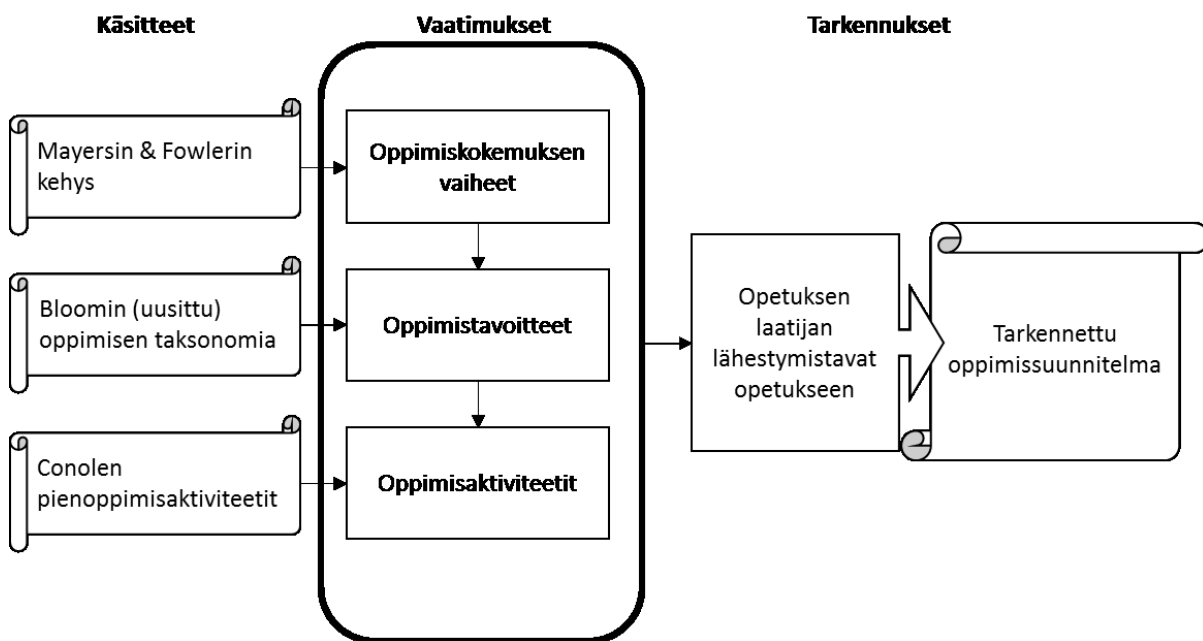 Käsitteet
Vaatimukset
Tarkennukset
Mayersin & Fowlerin
kehys
Oppimiskokemuksen
vaiheet
Bloomin (uusittu)
oppimisen taksonomia
Oppimistavoitteet
Conolen
pienoppimisaktiviteetit
Oppimisaktiviteetit
Opetuksen
laatijan
lähestymistavat
opetukseen
Tarkennettu
oppimissuunnitelma